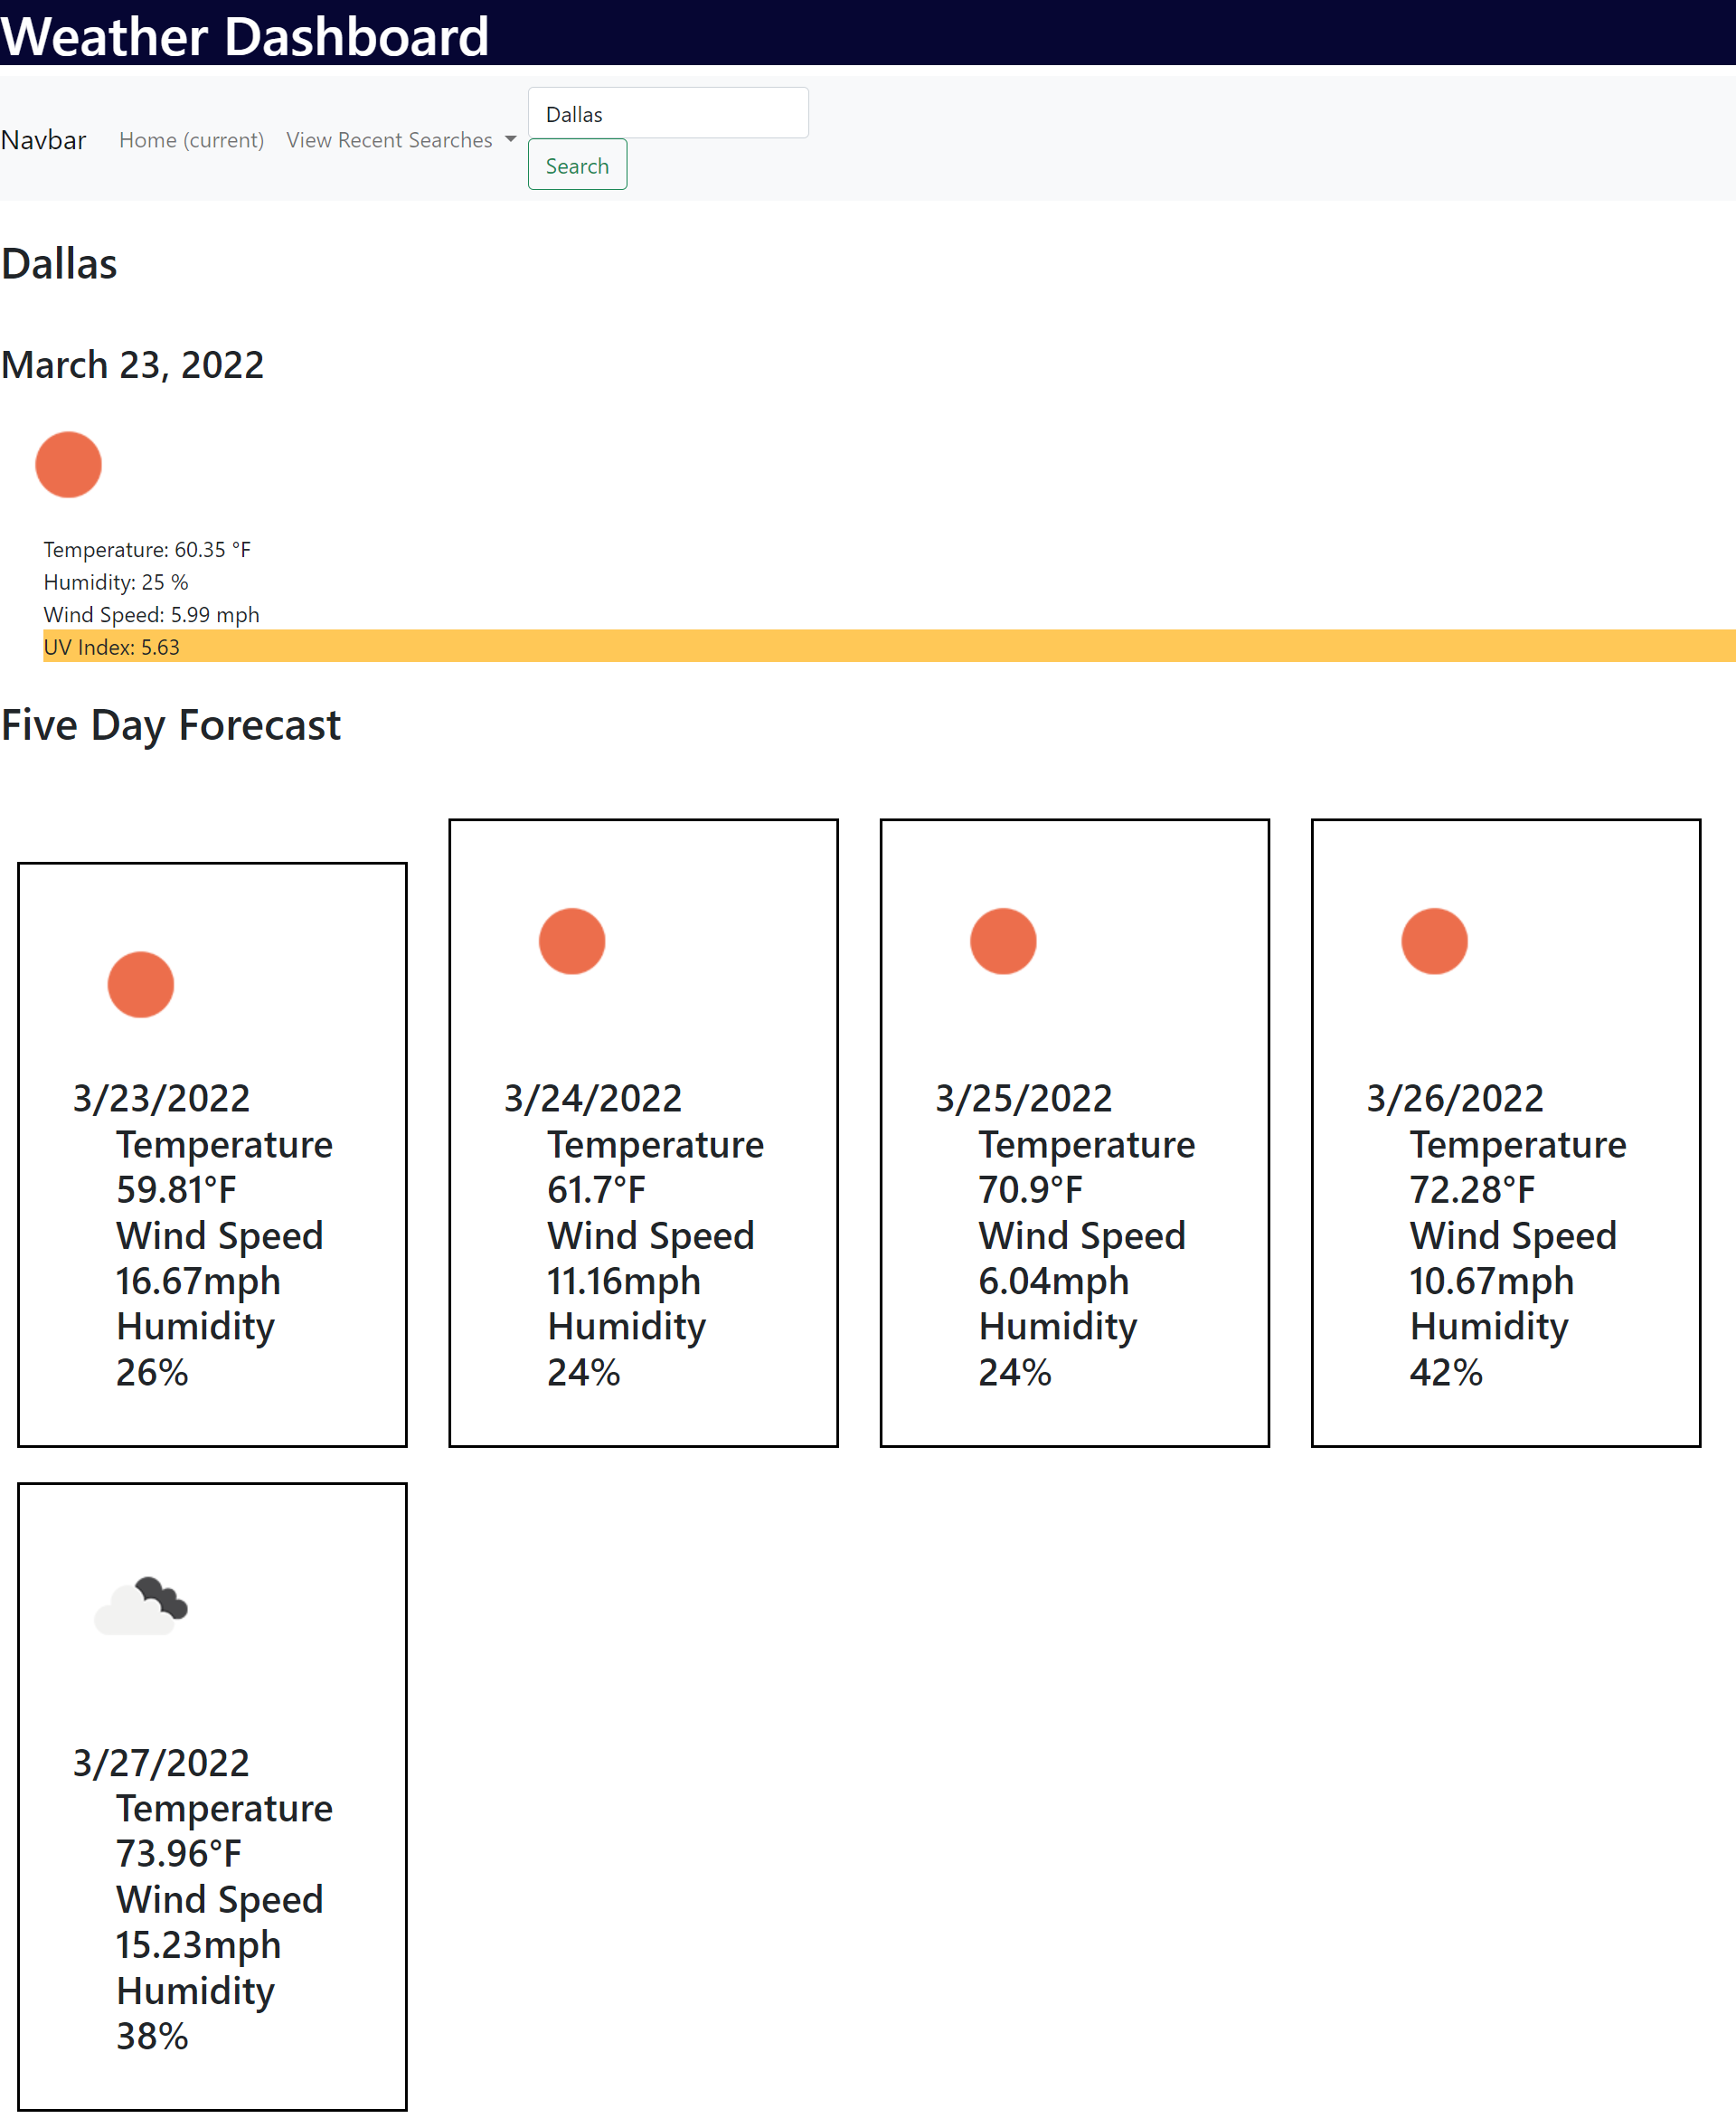 Weather Dashboard
Navbar
Home (current)
View Recent Searches
Dallas
Search
Dallas
March 23, 2022
Temperature: 60.35 °F
Humidity: 25 %
Wind Speed: 5.99 mph
UV Index: 5.63
Five Day Forecast
3/23/2022
Temperature
59.81°F
Wind Speed
16.67mph
Humidity
26%
3/24/2022
Temperature
61.7°F
Wind Speed
11.16mph
Humidity
24%
3/25/2022
Temperature
70.9°F
Wind Speed
6.04mph
Humidity
24%
3/26/2022
Temperature
72.28°F
Wind Speed
10.67mph
Humidity
42%
3/27/2022
Temperature
73.96°F
Wind Speed
15.23mph
Humidity
38%